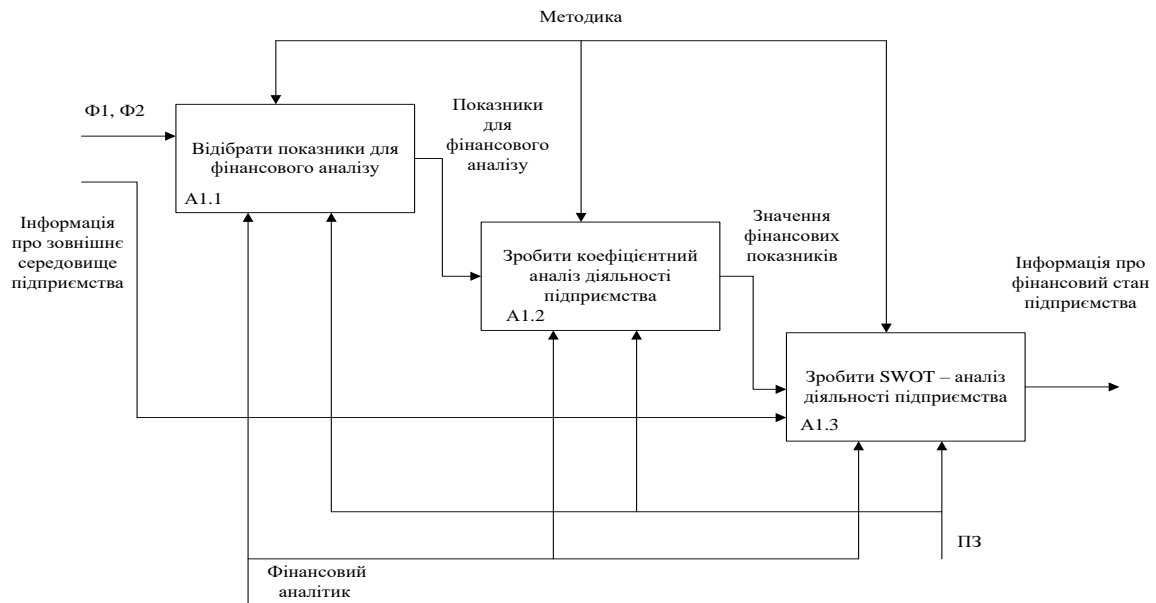 Методика
Ф1, Ф2
Відібрати показники для
фінансового аналізу
А1.1
Показники
для
фінансового
аналізу
Інформація
про зовнішнє
середовище
підприємства
Зробити коефіцієнтний
аналіз діяльності
підприємства
А1.2
Значення
фінансових
показників
Інформація про
фінансовий стан
підприємства
Зробити SWOT – аналіз
діяльності підприємства
А1.3
ПЗ
Фінансовий
аналітик